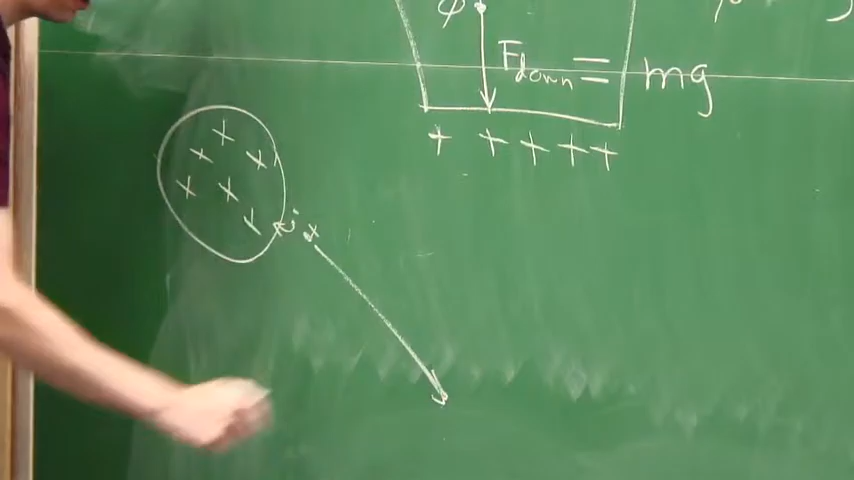 F_down = mg
+ + + + +
+
+ +
+ +
+
+